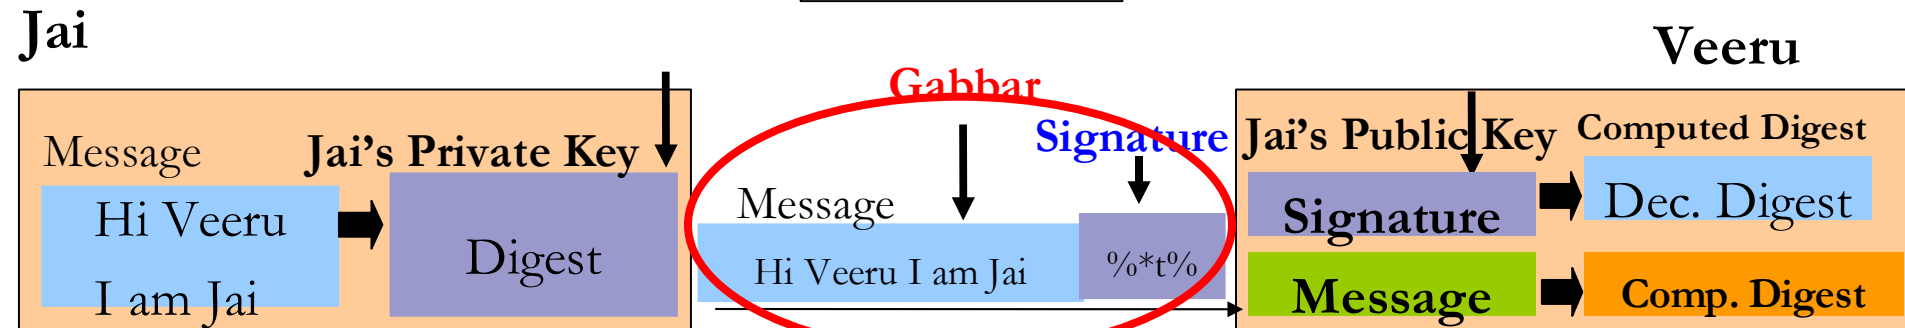 Jai
Veeru
Gabbar
Message
Jai's Private Key
Hi Veeru
I am Jai
Digest
Signature
Message
Hi Veeru I am Jai
%*t%
Jai's Public Key
Computed Digest
Signature
Dec. Digest
Message
Comp. Digest